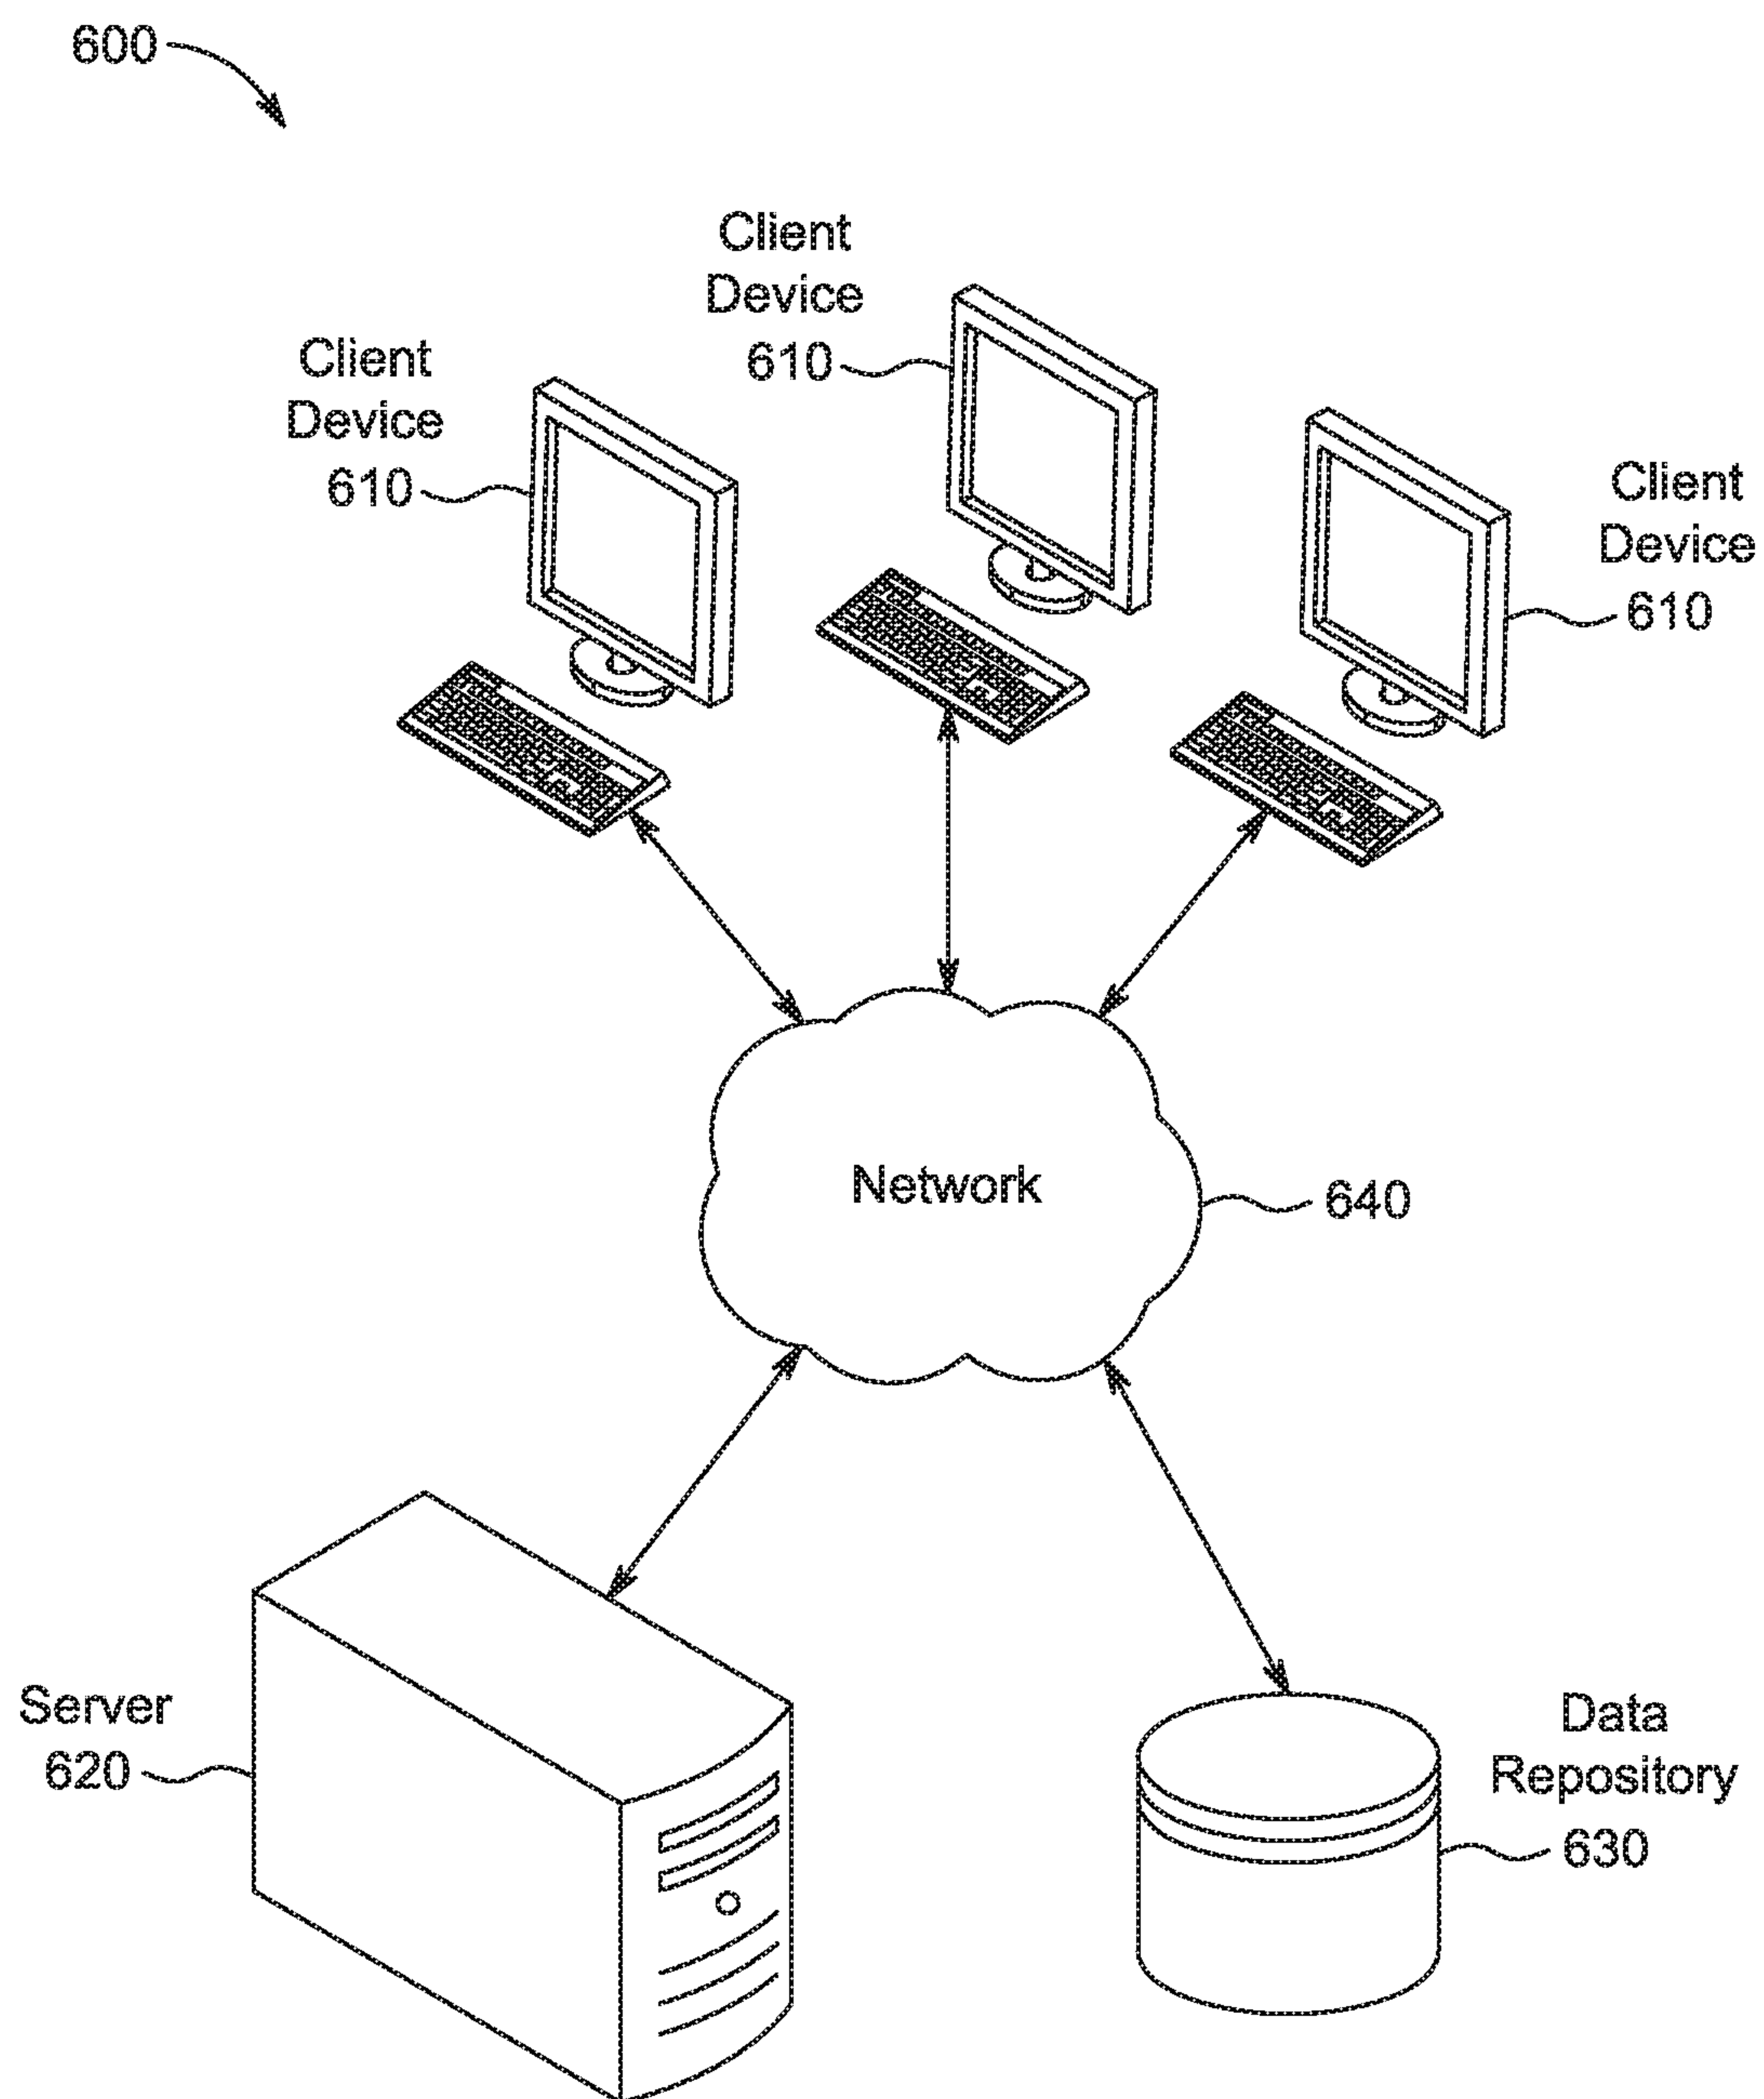 600
Client
Device
610
Client
Device
610
Client
Device
610
Network
640
Server
620
Data
Repository
630